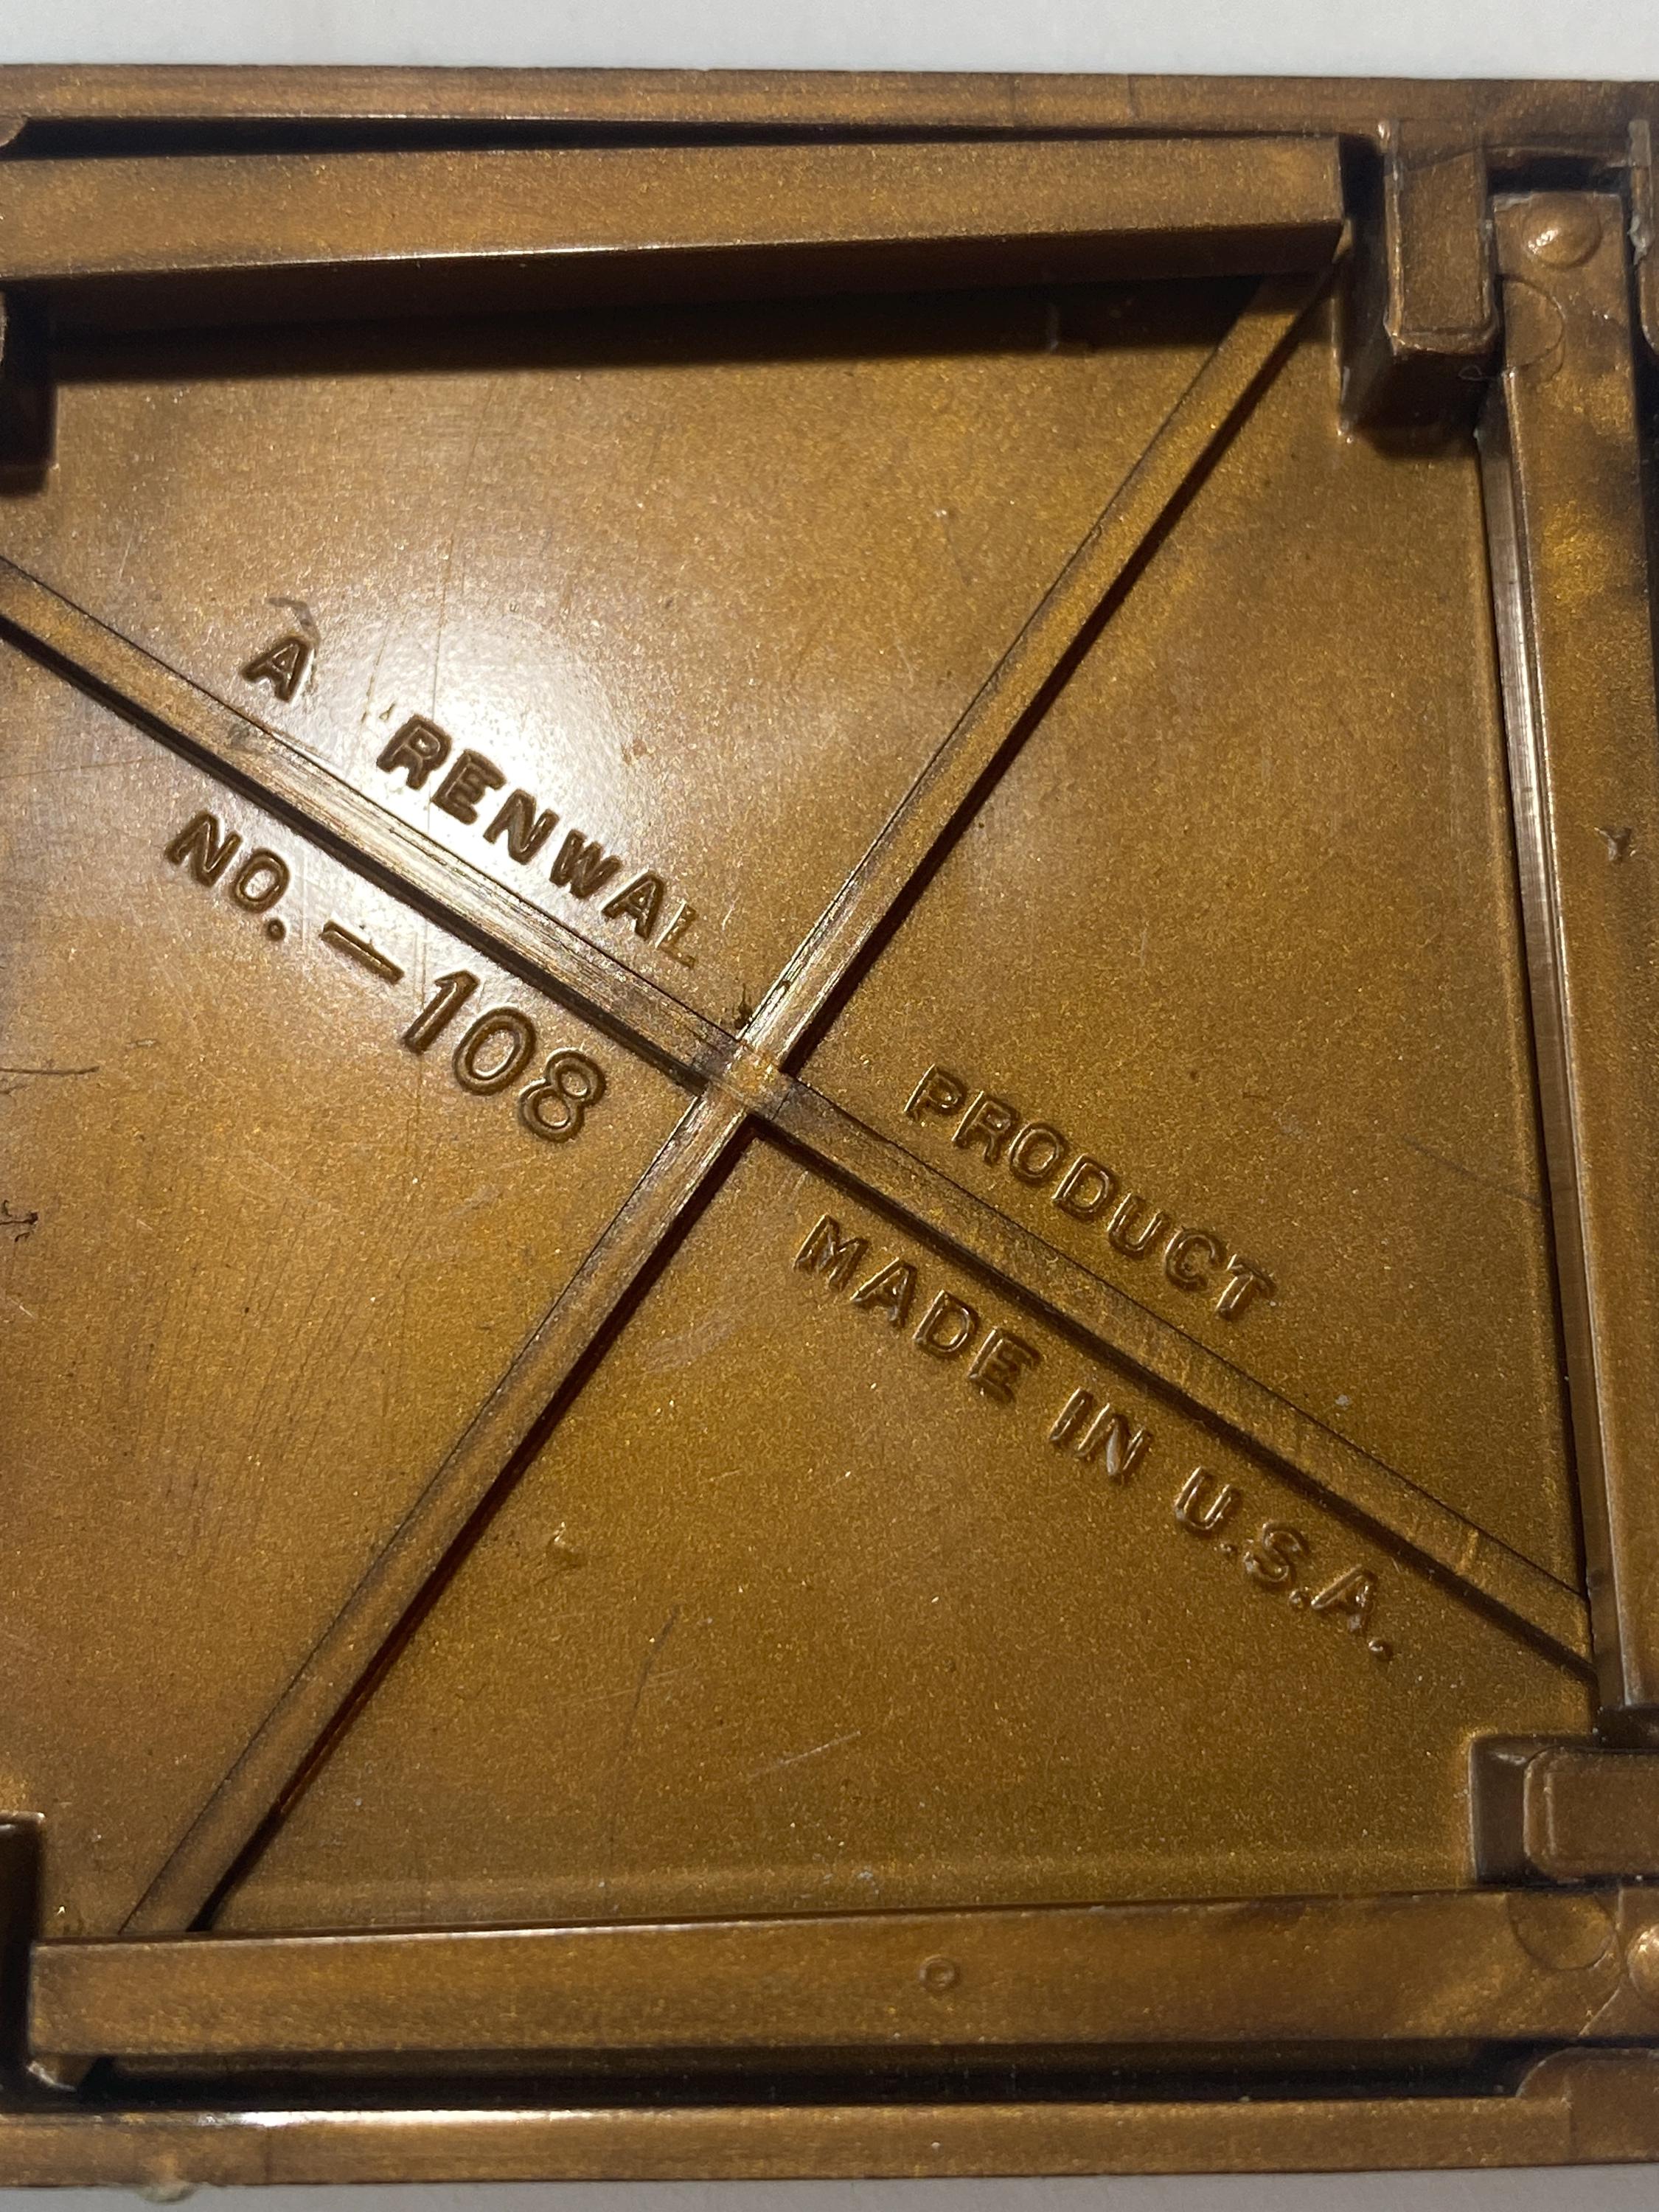 A RENWAL PRODUCT
NO. — 108 MADE IN U.S.A.